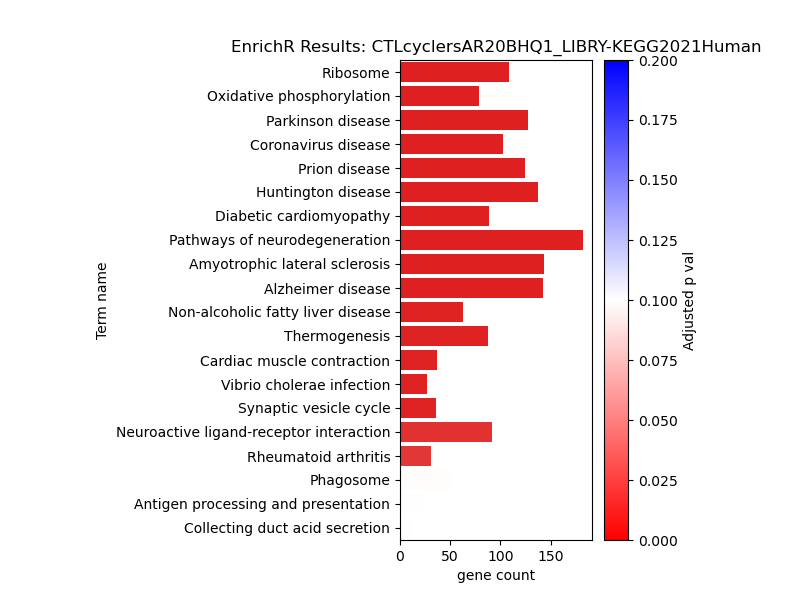 EnrichR Results: CTLcyclersAR20BHQ1_LIBRY-KEGG2021Human
Term name
Ribosome
Oxidative phosphorylation
Parkinson disease
Coronavirus disease
Prion disease
Huntington disease
Diabetic cardiomyopathy
Pathways of neurodegeneration
Amyotrophic lateral sclerosis
Alzheimer disease
Non-alcoholic fatty liver disease
Thermogenesis
Cardiac muscle contraction
Vibrio cholerae infection
Synaptic vesicle cycle
Neuroactive ligand-receptor interaction
Rheumatoid arthritis
Phagosome
Antigen processing and presentation
Collecting duct acid secretion
0 50 100 150
gene count
0.200
0.175
0.150
0.125
0.100
0.075
0.050
0.025
0.000
Adjusted p val